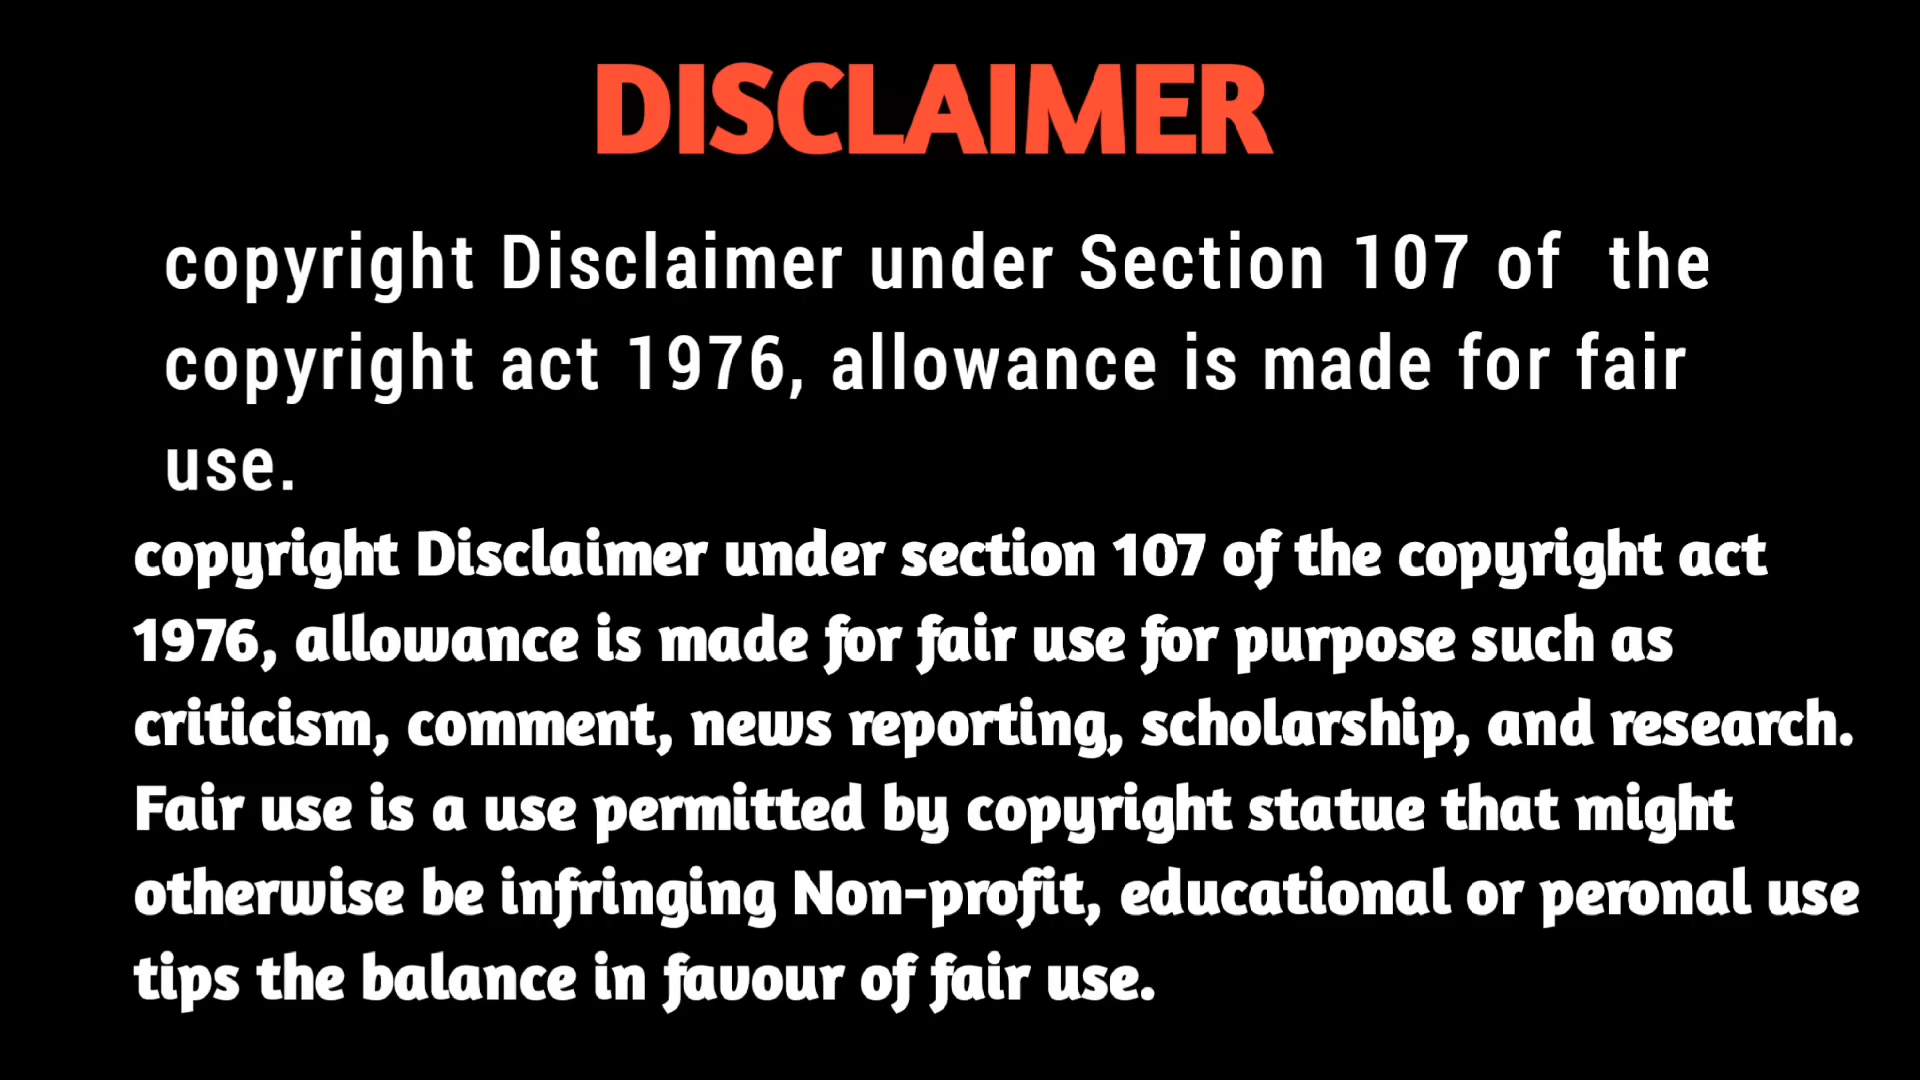 DISCLAIMER
copyright Disclaimer under Section 107 of the
copyright act 1976, allowance is made for fair
use.
copyright Disclaimer under section 107 of the copyright act
1976, allowance is made for fair use for purpose such as
criticism, comment, news reporting, scholarship, and research.
Fair use is a use permitted by copyright statue that might
otherwise be infringing Non-profit, educational or peronal use
tips the balance in favour of fair use.